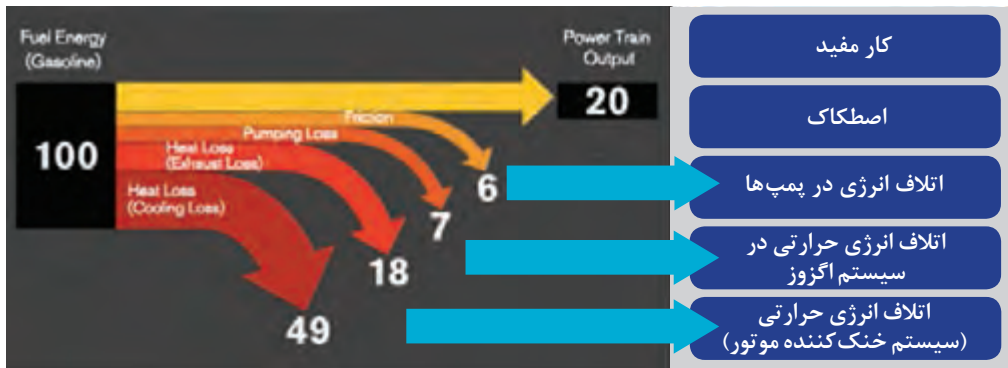 Fuel Energy
(Gasoline)
100
Power Train
Output
20
Friction
Pumping Loss
Heat Loss
(Exhaust Loss)
Heat Loss
(Cooling Loss)
6
7
18
49
کار مفید
اصطکاک
اتلاف انرژی در پمپ‌ها
اتلاف انرژی حرارتی در
سیستم اگزوز
اتلاف انرژی حرارتی
(سیستم خنک‌کننده موتور)